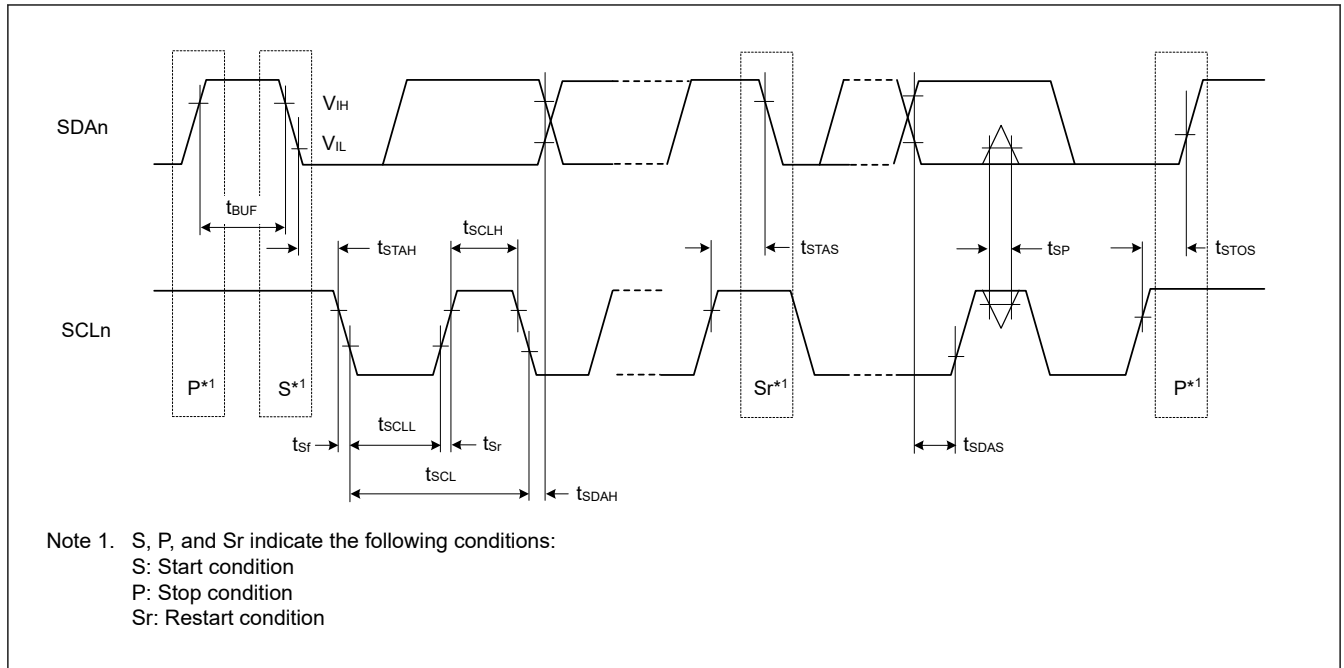 SDAn
VIH
VIL
tBUF
tSTAH
tSCLH
tSTAS
tSP
tSTOS
SCLn
P*1
S*1
Sr*1
P*1
tSf
tSCLL
tSr
tSDAS
tSCL
tSDAH
Note 1. S, P, and Sr indicate the following conditions:
S: Start condition
P: Stop condition
Sr: Restart condition